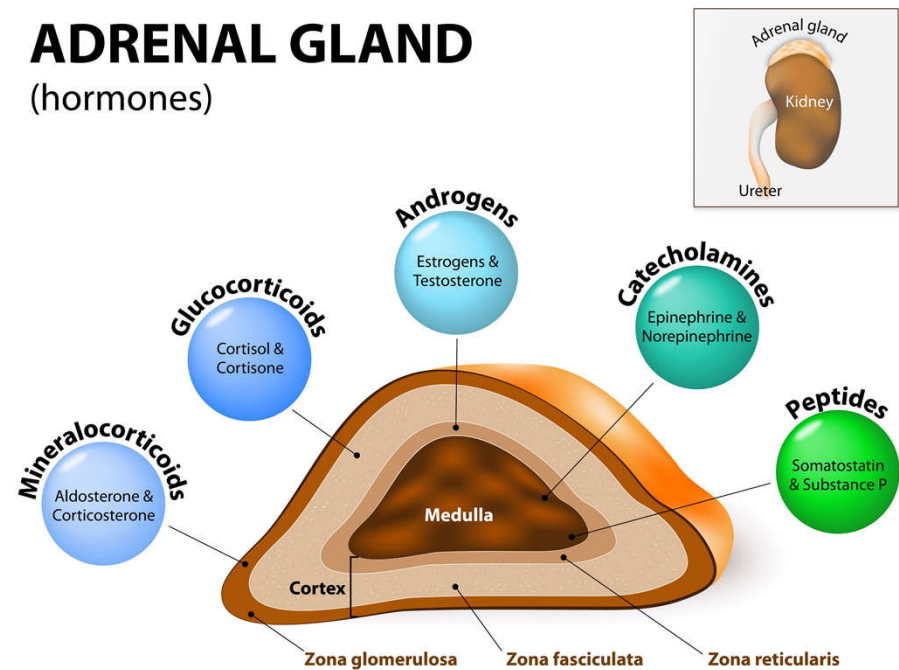 ADRENAL GLAND
(hormones)
Adrenal gland
Kidney
Ureter
Androgens
Estrogens &
Testosterone
Catecholamines
Epinephrine &
Norepinephrine
Glucocorticoids
Cortisol &
Cortisone
Peptides
Somatostatin
& Substance P
Mineralocorticoids
Aldosterone &
Corticosterone
Medulla
Cortex
Zona glomerulosa
Zona fasciculata
Zona reticularis